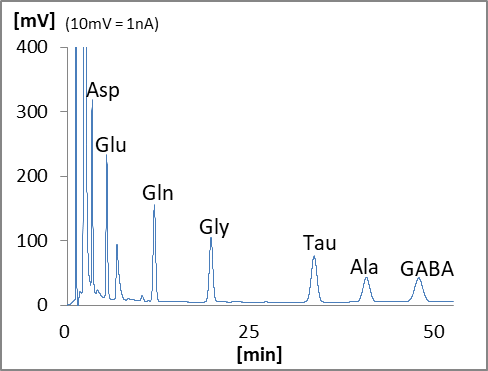 [mV] (10mV = 1nA)
400
300
200
100
0
Asp
Glu
Gln
Gly
Tau
Ala
GABA
0 25 50
[min]